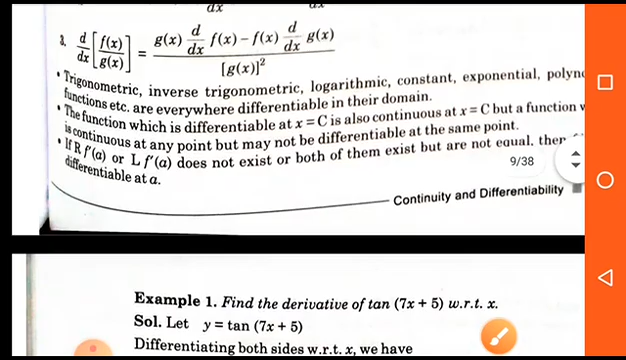 dx
3. d/dx [f(x)/g(x)] = (g(x) d/dx f(x) – f(x) d/dx g(x)) / [g(x)]²
• Trigonometric, inverse trigonometric, logarithmic, constant, exponential,
functions etc. are everywhere differentiable in their domain.
• The function which is differentiable at x = C is also continuous at x = C but a function
is continuous at any point but may not be differentiable at the same point.
• If R f′(a) or L f′(a) does not exist or both of them exist but are not equal, then
differentiable at a.
9/38
Continuity and Differentiability
Example 1. Find the derivative of tan (7x + 5) w.r.t. x.
Sol. Let y = tan (7x + 5)
Differentiating both sides w.r.t. x, we have